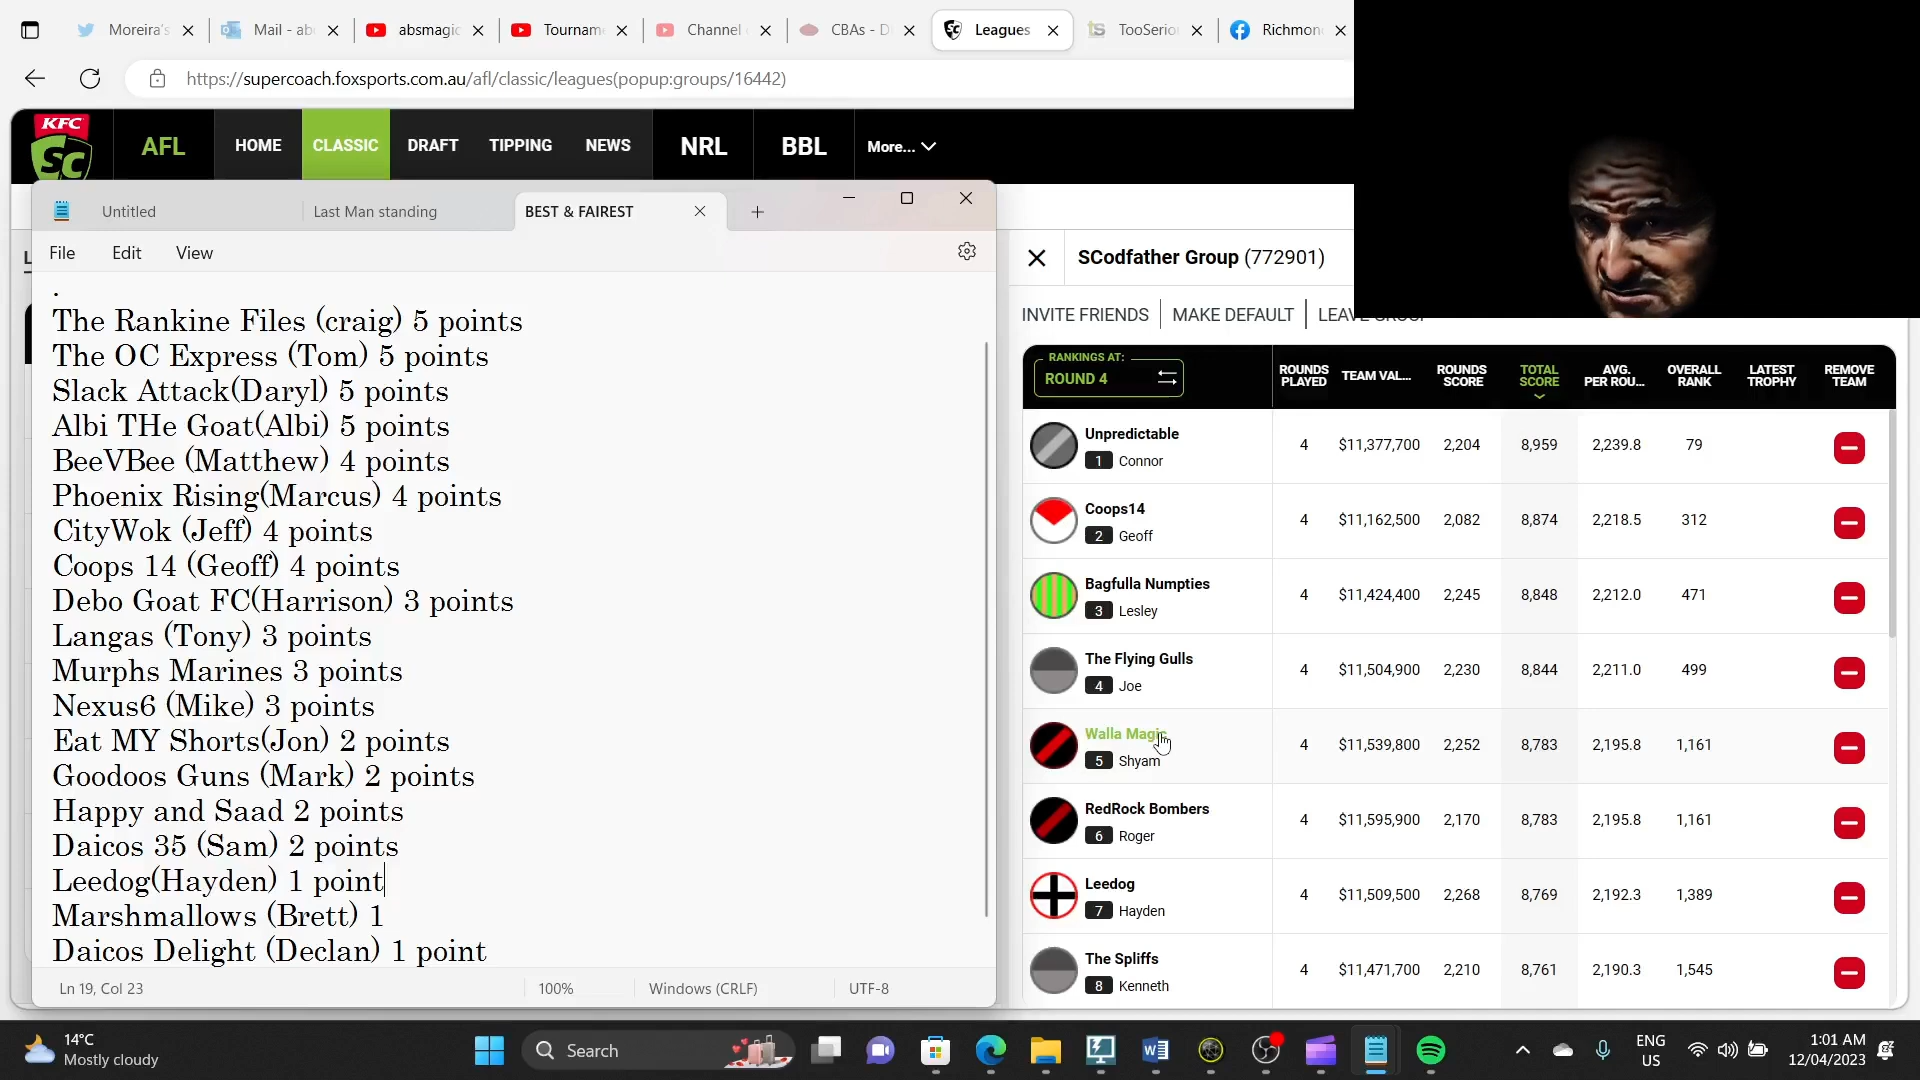 Moreira's
Mail - ab
absmagic
Tournam
Channel
CBAs - D
Leagues
TooSerio
Richmon
https://supercoach.foxsports.com.au/afl/classic/leagues(popup:groups/16442)
KFC
SC
AFL
HOME
CLASSIC
DRAFT
TIPPING
NEWS
NRL
BBL
More...
Untitled
Last Man standing
BEST & FAIREST
File
Edit
View
.
The Rankine Files (craig) 5 points
The OC Express (Tom) 5 points
Slack Attack(Daryl) 5 points
Albi THe Goat(Albi) 5 points
BeeVBee (Matthew) 4 points
Phoenix Rising(Marcus) 4 points
CityWok (Jeff) 4 points
Coops 14 (Geoff) 4 points
Debo Goat FC(Harrison) 3 points
Langas (Tony) 3 points
Murphs Marines 3 points
Nexus6 (Mike) 3 points
Eat MY Shorts(Jon) 2 points
Goodoos Guns (Mark) 2 points
Happy and Saad 2 points
Daicos 35 (Sam) 2 points
Leedog(Hayden) 1 point
Marshmallows (Brett) 1
Daicos Delight (Declan) 1 point
Ln 19, Col 23
100%
Windows (CRLF)
UTF-8
SCodfather Group (772901)
INVITE FRIENDS
MAKE DEFAULT
LEAVE GROUP
RANKINGS AT:
ROUND 4
ROUNDS PLAYED
TEAM VAL...
ROUNDS SCORE
TOTAL SCORE
AVG. PER ROU...
OVERALL RANK
LATEST TROPHY
REMOVE TEAM
Unpredictable
1 Connor
4 $11,377,700 2,204 8,959 2,239.8 79
Coops14
2 Geoff
4 $11,162,500 2,082 8,874 2,218.5 312
Bagfulla Numpties
3 Lesley
4 $11,424,400 2,245 8,848 2,212.0 471
The Flying Gulls
4 Joe
4 $11,504,900 2,230 8,844 2,211.0 499
Walla Magic
5 Shyam
4 $11,539,800 2,252 8,783 2,195.8 1,161
RedRock Bombers
6 Roger
4 $11,595,900 2,170 8,783 2,195.8 1,161
Leedog
7 Hayden
4 $11,509,500 2,268 8,769 2,192.3 1,389
The Spliffs
8 Kenneth
4 $11,471,700 2,210 8,761 2,190.3 1,545
14°C
Mostly cloudy
Search
ENG
US
1:01 AM
12/04/2023